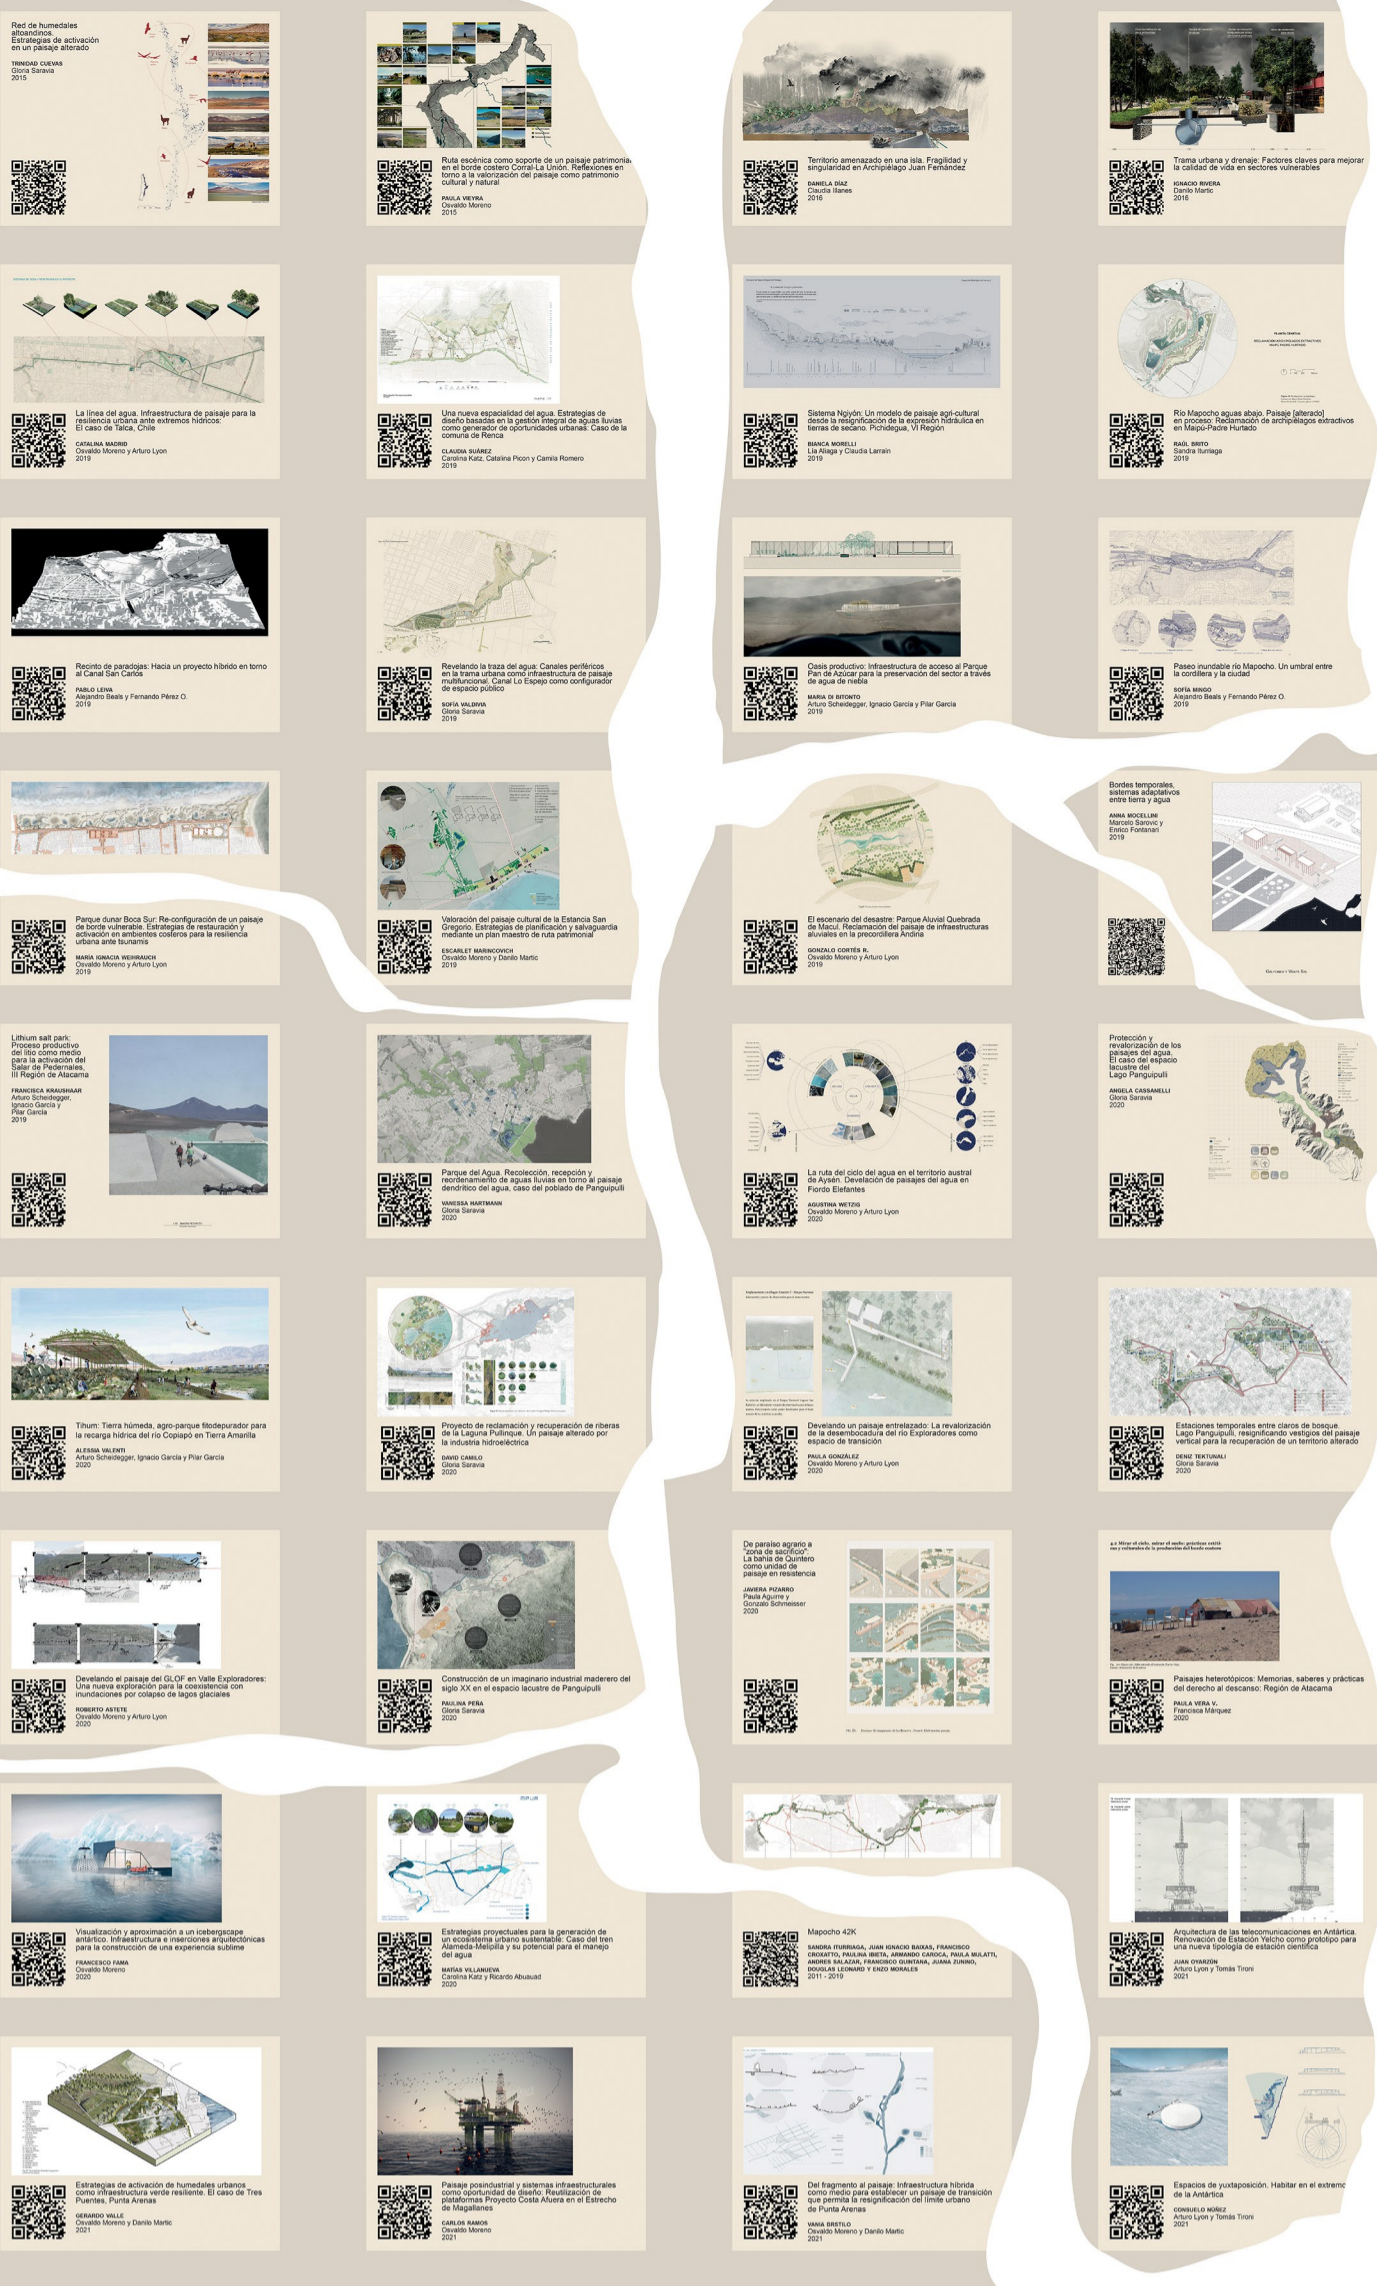 Red de humedales
altoandinos.
Estrategias de activación
en un paisaje alterado
TRINIDAD CUEVAS
Gloria Saravia
2015
Ruta escénica como soporte de un paisaje patrimonial
en el borde costero Corral-La Unión. Reflexiones en
torno a la valorización del paisaje como patrimonio
cultural y natural
PAULA VIEYRA
Osvaldo Moreno
2015
Territorio amenazado en una isla. Fragilidad y
singularidad en Archipiélago Juan Fernández
DANIELA DÍAZ
Claudia Illanes
2016
Trama urbana y drenaje: Factores claves para mejorar
la calidad de vida en sectores vulnerables
IGNACIO RIVERA
Danilo Martic
2016
La línea del agua. Infraestructura de paisaje para la
resiliencia urbana ante extremos hídricos:
El caso de Talca, Chile
CATALINA MADRID
Osvaldo Moreno y Arturo Lyon
2019
Una nueva espacialidad del agua. Estrategias de
diseño basadas en la gestión integral de aguas lluvias
como generador de oportunidades urbanas: Caso de la
comuna de Renca
CLAUDIA SUÁREZ
Carolina Katz, Catalina Picon y Camila Romero
2019
Sistema Ngiyón: Un modelo de paisaje agri-cultural
desde la resignificación de la expresión hidráulica en
tierras de secano. Pichidegua, VI Región
BIANCA MORELLI
Lia Aliaga y Claudia Larraín
2019
Río Mapocho aguas abajo. Paisaje [alterado]
en proceso: Reclamación de archipiélagos extractivos
en Maipú-Padre Hurtado
RAÚL BRITO
Sandra Iturriaga
2019
Recinto de paradojas: Hacia un proyecto híbrido en torno
al Canal San Carlos
PABLO LEIVA
Alejandro Beals y Fernando Pérez O.
2019
Revelando la traza del agua: Canales periféricos
en la trama urbana como infraestructura de paisaje
multifuncional. Canal Lo Espejo como configurador
de espacio público
SOFÍA VALDIVIA
Gloria Saravia
2019
Oasis productivo: Infraestructura de acceso al Parque
Pan de Azúcar para la preservación del sector a través
de agua de niebla
MARIA DI BITONTO
Arturo Scheidegger, Ignacio García y Pilar García
2019
Paseo inundable río Mapocho. Un umbral entre
la cordillera y la ciudad
SOFÍA MINGO
Alejandro Beals y Fernando Pérez O.
2019
Parque dunar Boca Sur: Re-configuración de un paisaje
de borde vulnerable. Estrategias de restauración y
activación en ambientes costeros para la resiliencia
urbana ante tsunamis
MARÍA IGNACIA WEIHRAUCH
Osvaldo Moreno y Arturo Lyon
2019
Valoración del paisaje cultural de la Estancia San
Gregorio. Estrategias de planificación y salvaguardia
mediante un plan maestro de ruta patrimonial
ESCARLET MARINCOVICH
Osvaldo Moreno y Danilo Martic
2019
El escenario del desastre: Parque Aluvial Quebrada
de Macul. Reclamación del paisaje de infraestructuras
aluviales en la precordillera Andina
GONZALO CORTÉS R.
Osvaldo Moreno y Arturo Lyon
2019
Bordes temporales,
sistemas adaptativos
entre tierra y agua
ANNA MOCELLINI
Marcelo Sarovic y
Enrico Fontanari
2019
Lithium salt park:
Proceso productivo
del litio como medio
para la activación del
Salar de Pedernales,
III Región de Atacama
FRANCISCA KRAUSHAAR
Arturo Scheidegger,
Ignacio García y
Pilar García
2019
Parque del Agua. Recolección, recepción y
reordenamiento de aguas lluvias en torno al paisaje
dendrítico del agua, caso del poblado de Panguipulli
VANESSA HARTMANN
Gloria Saravia
2020
La ruta del ciclo del agua en el territorio austral
de Aysén. Develación de paisajes del agua en
Fiordo Elefantes
AGUSTINA WETZIG
Osvaldo Moreno y Arturo Lyon
2020
Protección y
revalorización de los
paisajes del agua.
El caso del espacio
lacustre del
Lago Panguipulli
ANGELA CASSANELLI
Gloria Saravia
2020
Tihum: Tierra húmeda, agro-parque fitodepurador para
la recarga hídrica del río Copiapó en Tierra Amarilla
ALESSIA VALENTI
Arturo Scheidegger, Ignacio García y Pilar García
2020
Proyecto de reclamación y recuperación de riberas
de la Laguna Pullinque. Un paisaje alterado por
la industria hidroeléctrica
DAVID CAMILO
Gloria Saravia
2020
Develando un paisaje entrelazado: La revalorización
de la desembocadura del río Exploradores como
espacio de transición
PAULA GONZÁLEZ
Osvaldo Moreno y Arturo Lyon
2020
Estaciones temporales entre claros de bosque.
Lago Panguipulli, resignificando vestigios del paisaje
vertical para la recuperación de un territorio alterado
DENIZ TEKTUNALI
Gloria Saravia
2020
Develando el paisaje del GLOF en Valle Exploradores:
Una nueva exploración para la coexistencia con
inundaciones por colapso de lagos glaciales
ROBERTO ASTETE
Osvaldo Moreno y Arturo Lyon
2020
Construcción de un imaginario industrial maderero del
siglo XX en el espacio lacustre de Panguipulli
PAULINA PEÑA
Gloria Saravia
2020
De paraíso agrario a
"zona de sacrificio":
La bahía de Quintero
como unidad de
paisaje en resistencia
JAVIERA PIZARRO
Paula Aguirre y
Gonzalo Schmeisser
2020
4.2 Mirar el cielo, mirar el suelo: prácticas estéti-
cas y culturales de la producción del borde costero
Paisajes heterotópicos: Memorias, saberes y prácticas
del derecho al descanso: Región de Atacama
PAULA VERA V.
Francisca Márquez
2020
Visualización y aproximación a un icebergscape
antártico. Infraestructura e inserciones arquitectónicas
para la construcción de una experiencia sublime
FRANCESCO FAMA
Osvaldo Moreno
2020
Estrategias proyectuales para la generación de
un ecosistema urbano sustentable: Caso del tren
Alameda-Melipilla y su potencial para el manejo
del agua
MATÍAS VILLANUEVA
Carolina Katz y Ricardo Abuauad
2020
Mapocho 42K
SANDRA ITURRIAGA, JUAN IGNACIO BAIXAS, FRANCISCO
CROXATTO, PAULINA IBIETA, ARMANDO CAROCA, PAULA MULATTI,
ANDRES SALAZAR, FRANCISCO QUINTANA, JUANA ZUNINO,
DOUGLAS LEONARD Y ENZO MORALES
2011 - 2019
Arquitectura de las telecomunicaciones en Antártica.
Renovación de Estación Yelcho como prototipo para
una nueva tipología de estación científica
JUAN OYARZÚN
Arturo Lyon y Tomás Tironi
2021
Estrategias de activación de humedales urbanos
como infraestructura verde resiliente. El caso de Tres
Puentes, Punta Arenas
GERARDO VALLE
Osvaldo Moreno y Danilo Martic
2021
Paisaje posindustrial y sistemas infraestructurales
como oportunidad de diseño: Reutilización de
plataformas Proyecto Costa Afuera en el Estrecho
de Magallanes
CARLOS RAMOS
Osvaldo Moreno
2021
Del fragmento al paisaje: Infraestructura híbrida
como medio para establecer un paisaje de transición
que permita la resignificación del límite urbano
de Punta Arenas
VANIA BRSTILO
Osvaldo Moreno y Danilo Martic
2021
Espacios de yuxtaposición. Habitar en el extremo
de la Antártica
CONSUELO NÚÑEZ
Arturo Lyon y Tomás Tironi
2021